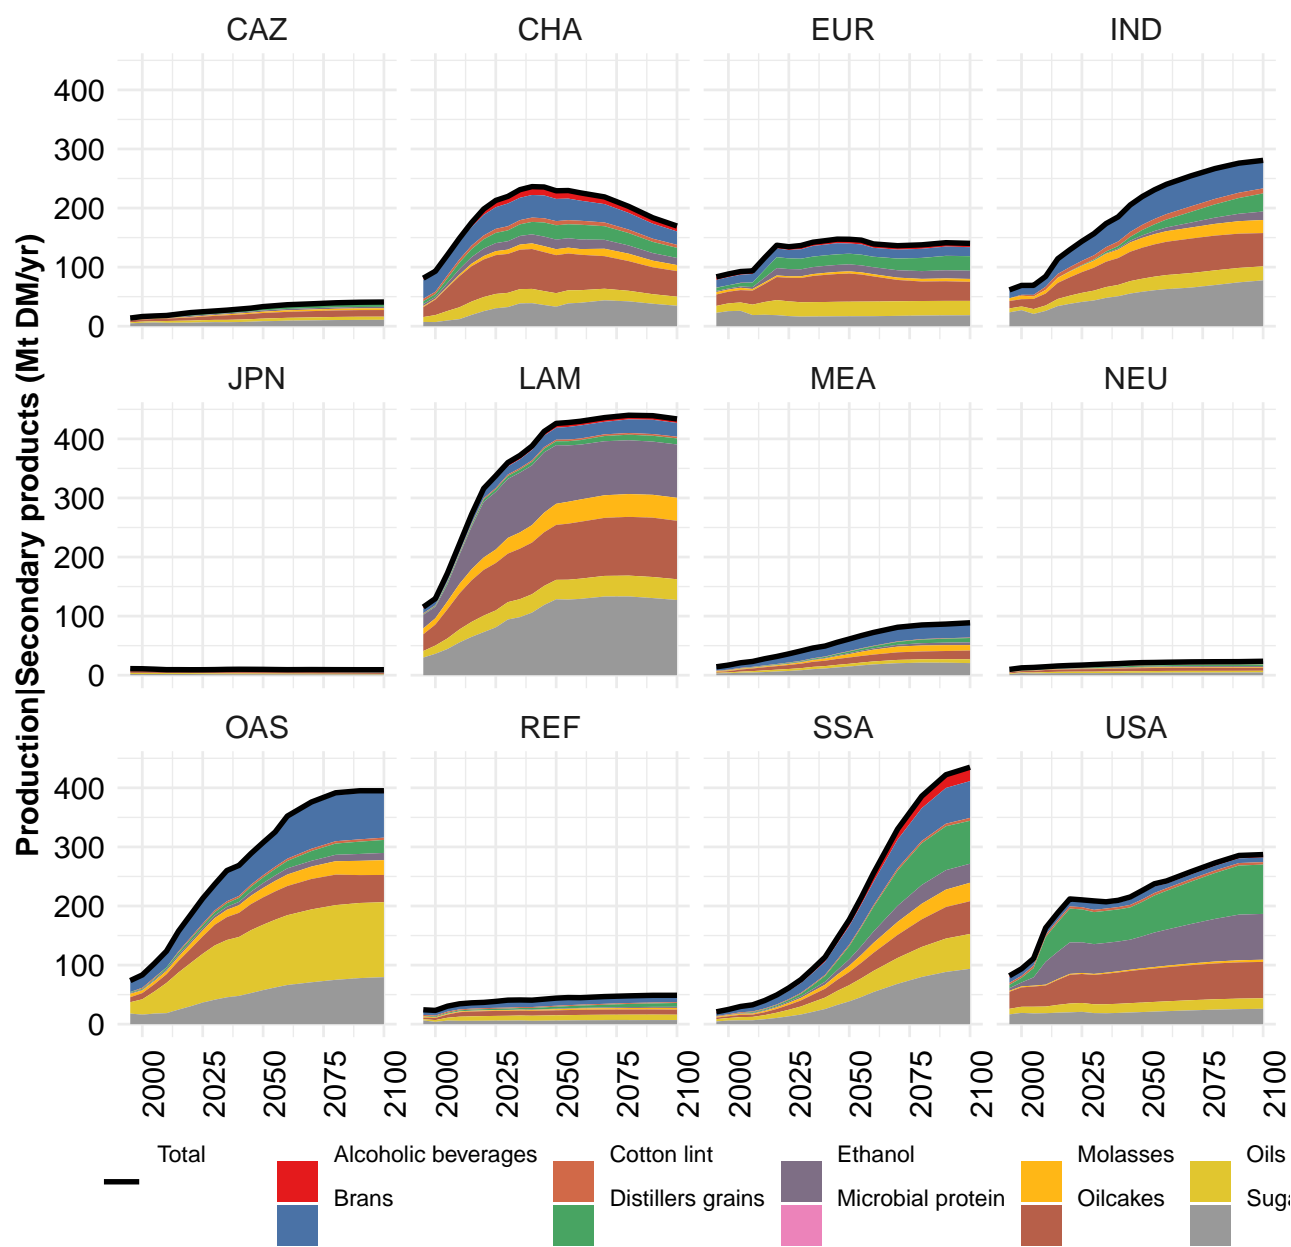 CAZ CHA EUR IND
400
300
200
100
0
JPN LAM MEA NEU
400
300
200
100
0
OAS REF SSA USA
400
300
200
100
0
Production|Secondary products (Mt DM/yr)
2000 2025 2050 2075 2100 2000 2025 2050 2075 2100 2000 2025 2050 2075 2100 2000 2025 2050 2075 2100
Total Alcoholic beverages Cotton lint Ethanol Molasses Oils
Brans Distillers grains Microbial protein Oilcakes Suga